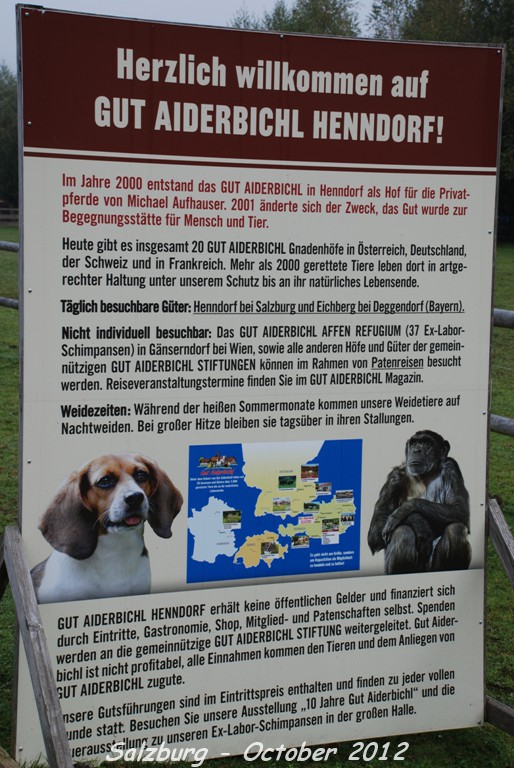 Herzlich willkommen auf
GUT AIDERBICHL HENNDORF!
Im Jahre 2000 entstand das GUT AIDERBICHL in Henndorf als Hof für die Privat-
pferde von Michael Aufhauser. 2001 änderte sich der Zweck, das Gut wurde zur
Begegnungsstätte für Mensch und Tier.
Heute gibt es insgesamt 20 GUT AIDERBICHL Gnadenhöfe in Österreich, Deutschland,
der Schweiz und in Frankreich. Mehr als 2000 gerettete Tiere leben dort in artge-
rechter Haltung unter unserem Schutz bis an ihr natürliches Lebensende.
Täglich besuchbare Güter: Henndorf bei Salzburg und Eichberg bei Deggendorf (Bayern).
Nicht individuell besuchbar: Das GUT AIDERBICHL AFFEN REFUGIUM (37 Ex-Labor-
Schimpansen) in Gänserndorf bei Wien, sowie alle anderen Höfe und Güter der gemein-
nützigen GUT AIDERBICHL STIFTUNGEN können im Rahmen von Patenreisen besucht
werden. Reiseveranstaltungstermine finden Sie im GUT AIDERBICHL Magazin.
Weidezeiten: Während der heißen Sommermonate kommen unsere Weidetiere auf
Nachtweiden. Bei großer Hitze bleiben sie tagsüber in ihren Stallungen.
GUT AIDERBICHL HENNDORF erhält keine öffentlichen Gelder und finanziert sich
durch Eintritte, Gastronomie, Shop, Mitglied- und Patenschaften selbst. Spenden
werden an die gemeinnützige GUT AIDERBICHL STIFTUNG weitergeleitet. Gut Aider-
bichl ist nicht profitabel, alle Einnahmen kommen den Tieren und dem Anliegen von
GUT AIDERBICHL zugute.
nsere Gutsführungen sind im Eintrittspreis enthalten und finden zu jeder vollen
unde statt. Besuchen Sie unsere Ausstellung „10 Jahre Gut Aiderbichl" und die
uerausstellung zu unseren Ex-Labor-Schimpansen in der großen Halle.
Salzburg - October 2012